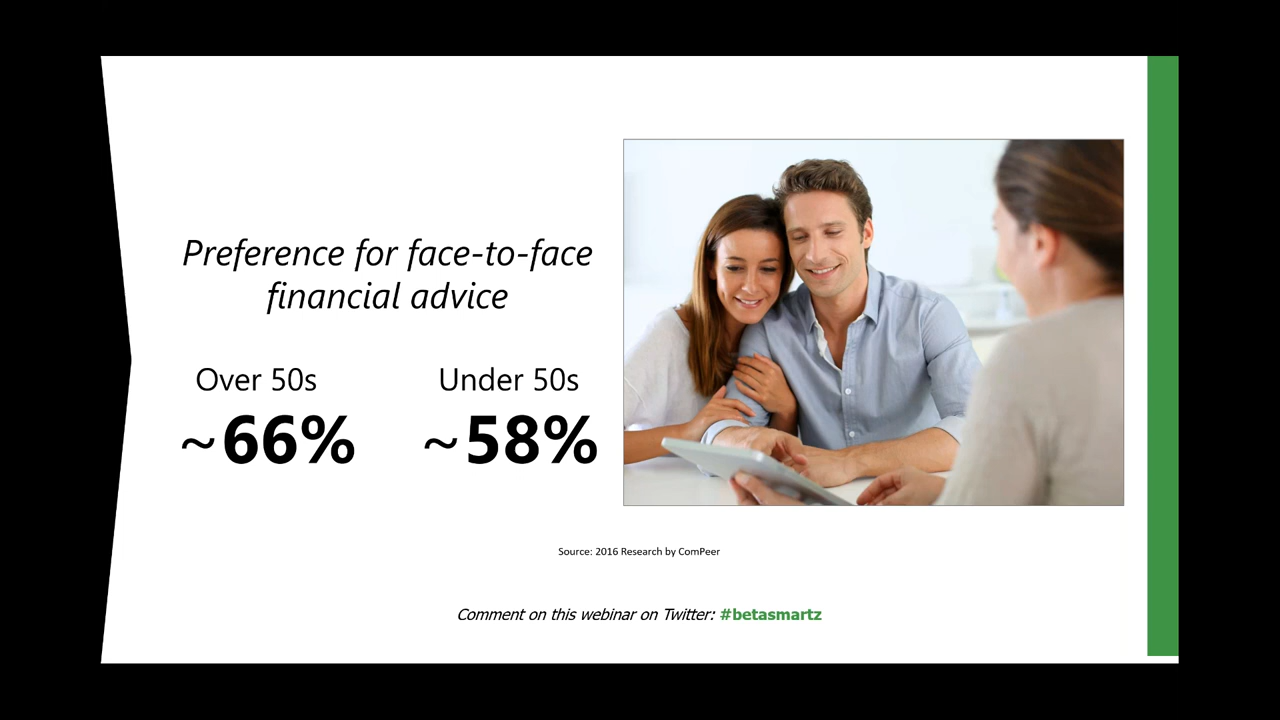 Preference for face-to-face
financial advice
Over 50s
~66%
Under 50s
~58%
Source: 2016 Research by ComPeer
Comment on this webinar on Twitter: #betasmartz